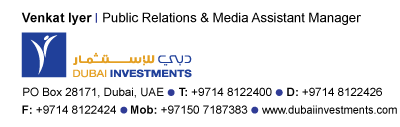 Venkat Iyer | Public Relations & Media Assistant Manager
دبي للإستثمار
DUBAI INVESTMENTS
PO Box 28171, Dubai, UAE ● T: +9714 8122400 ● D: +9714 8122426
F: +9714 8122424 ● Mob: +97150 7187383 ● www.dubaiinvestments.com